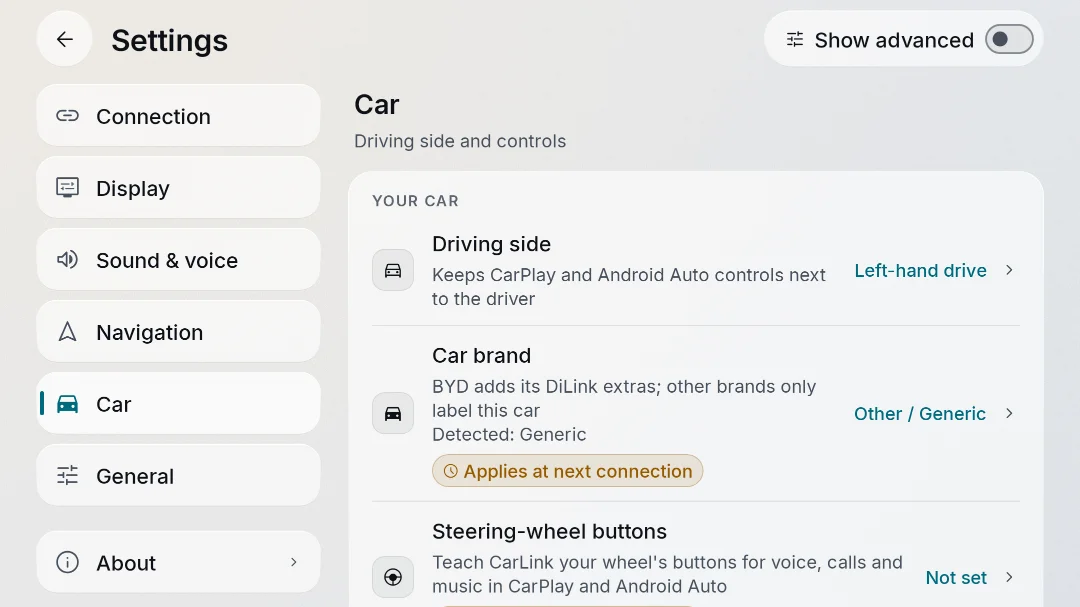 Settings
Show advanced
Connection
Display
Sound & voice
Navigation
Car
General
About
Car
Driving side and controls
YOUR CAR
Driving side
Keeps CarPlay and Android Auto controls next
to the driver
Left-hand drive
Car brand
BYD adds its DiLink extras; other brands only
label this car
Detected: Generic
Other / Generic
Applies at next connection
Steering-wheel buttons
Teach CarLink your wheel's buttons for voice, calls and
music in CarPlay and Android Auto
Not set